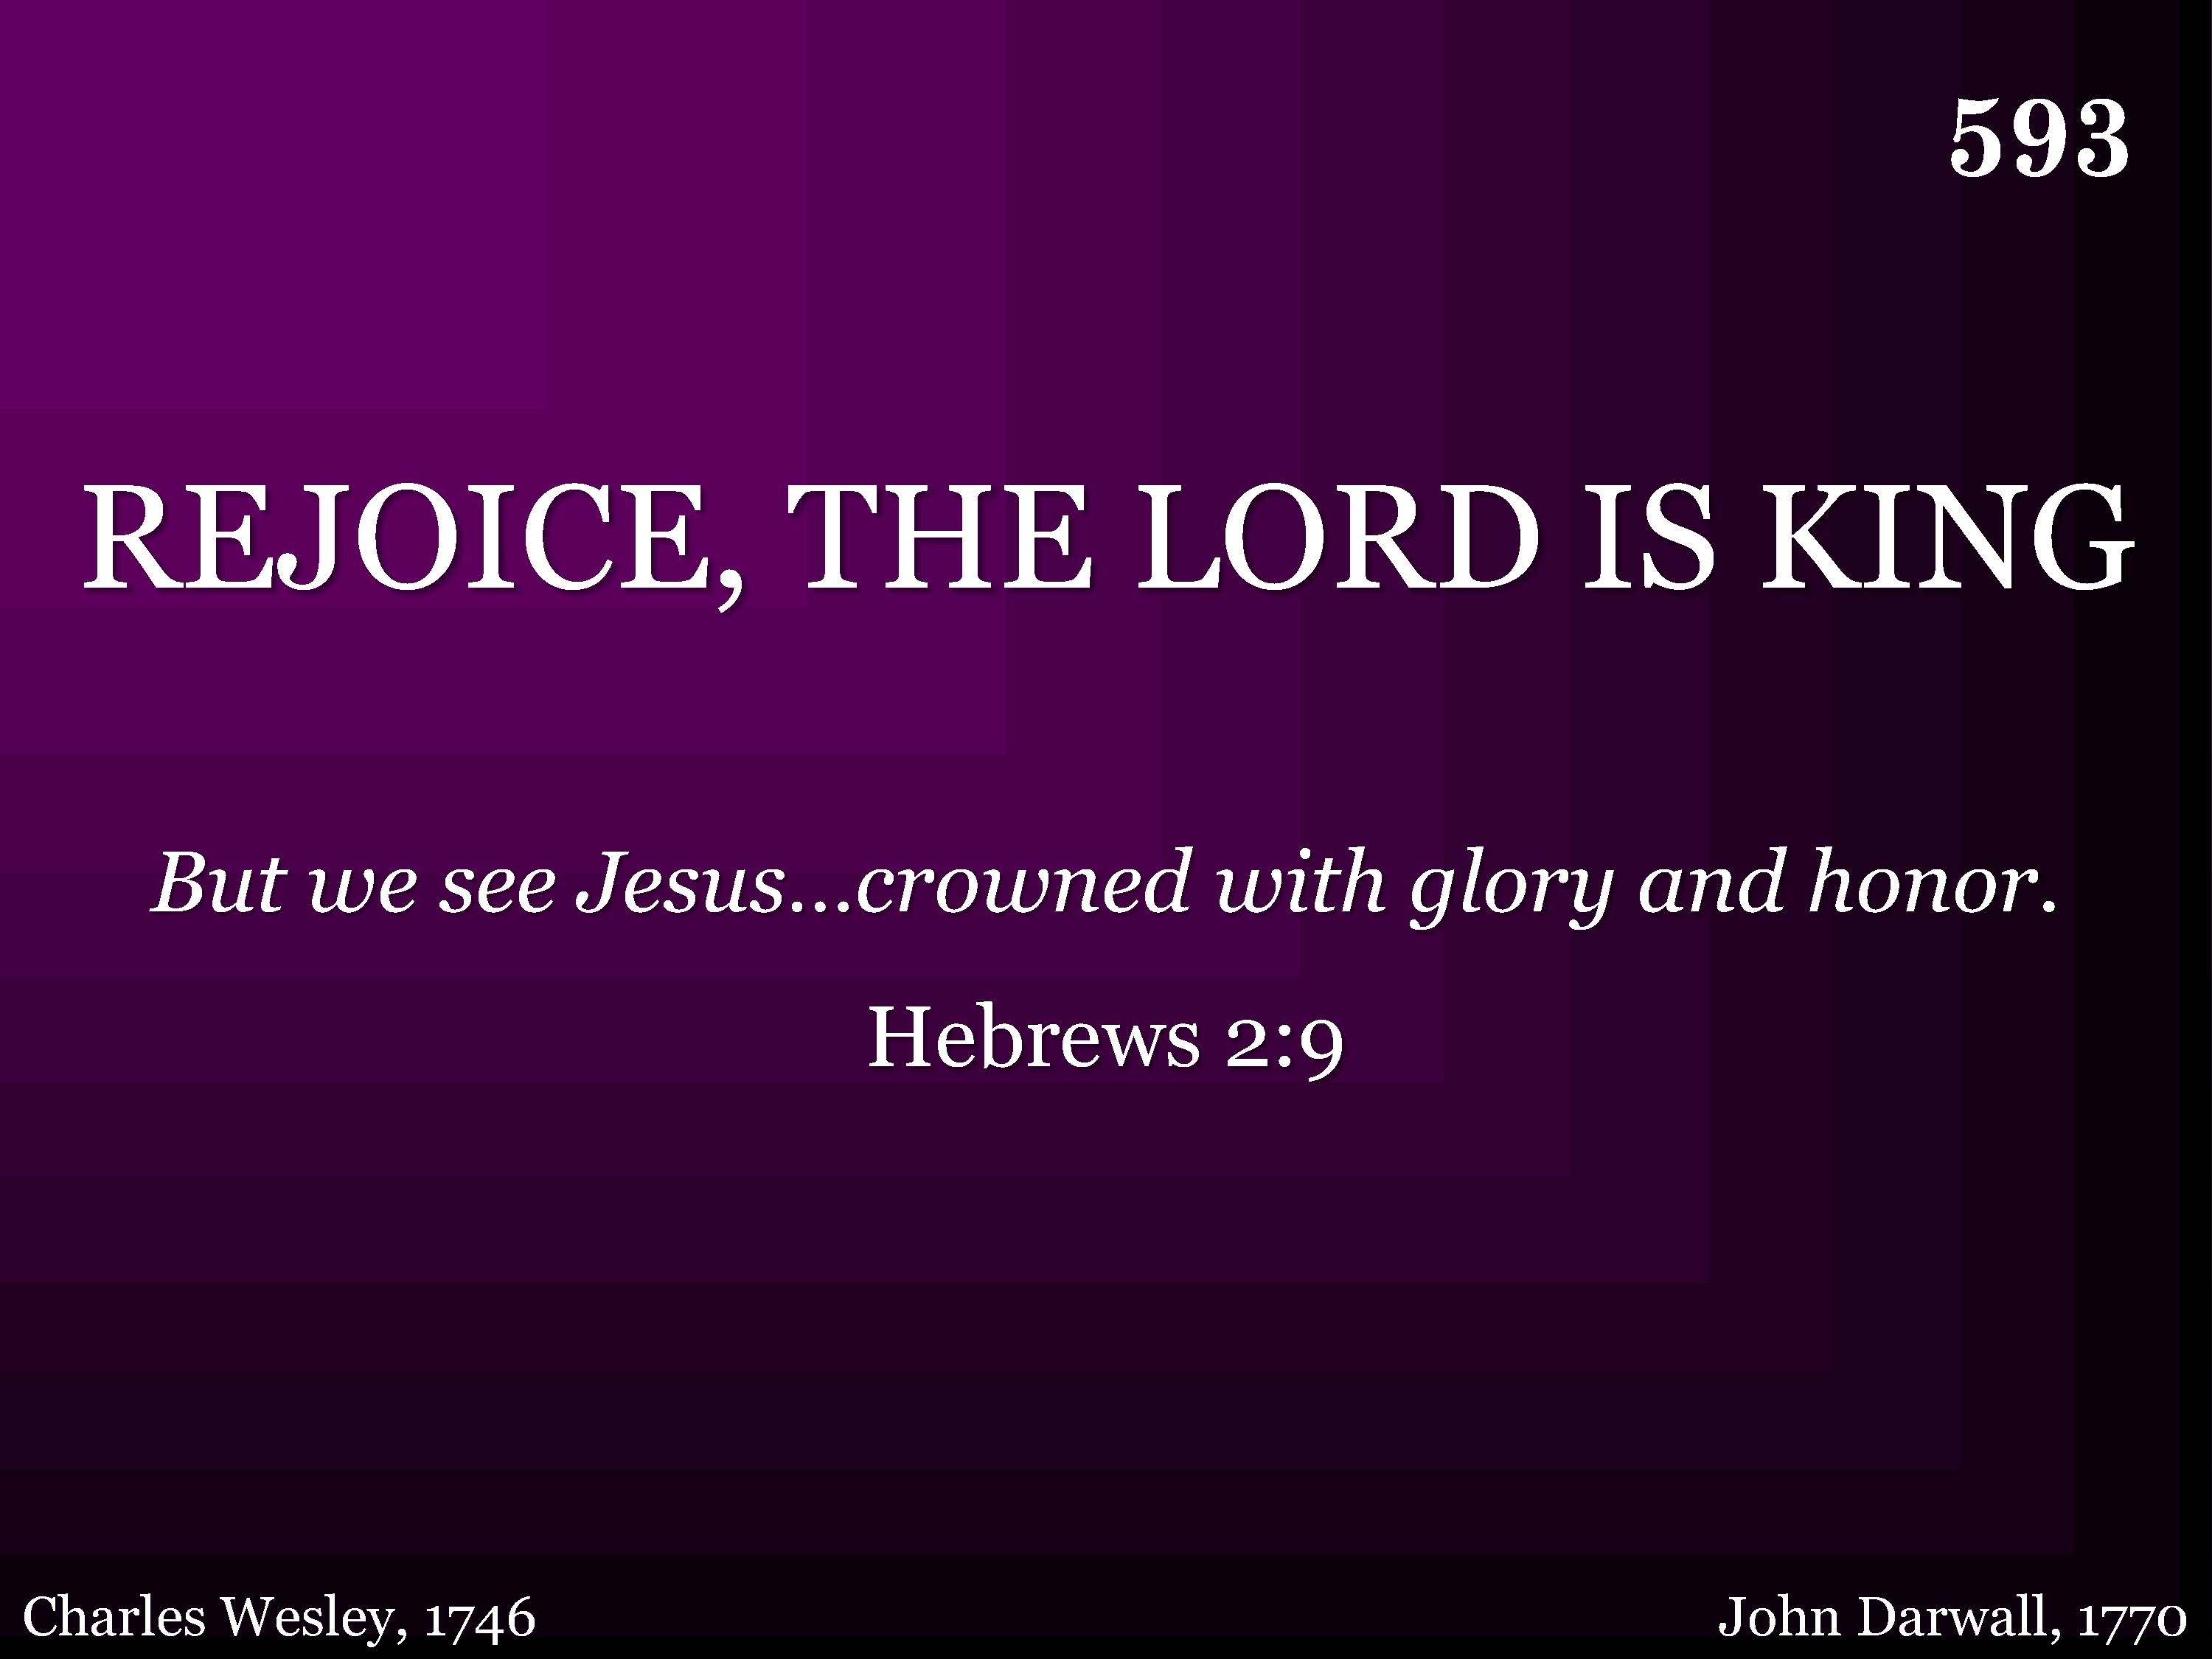 593
REJOICE, THE LORD IS KING
But we see Jesus...crowned with glory and honor.
Hebrews 2:9
Charles Wesley, 1746
John Darwall, 1770